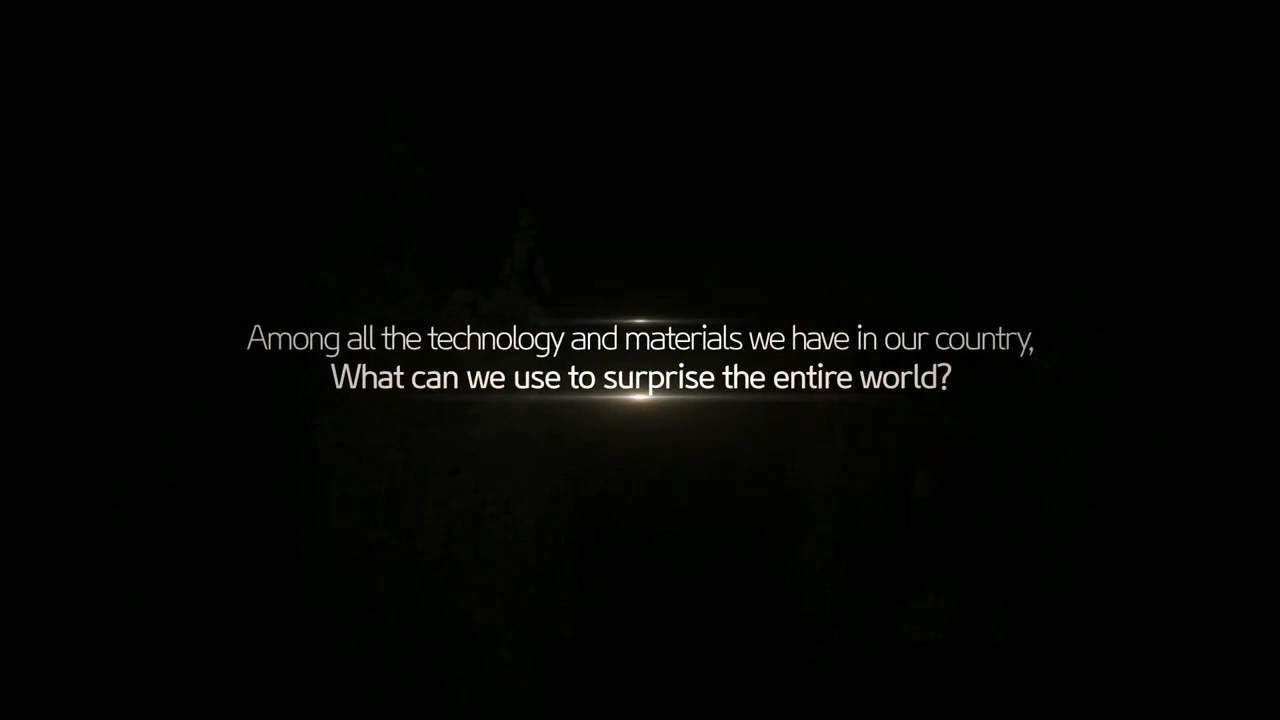 Among all the technology and materials we have in our country,
What can we use to surprise the entire world?